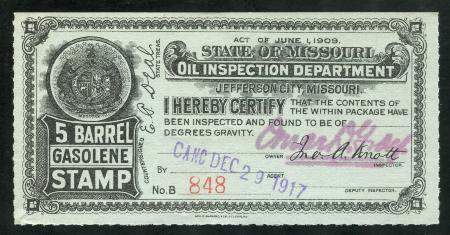 ACT OF JUNE 1, 1909.
STATE OF MISSOURI
OIL INSPECTION DEPARTMENT
JEFFERSON CITY, MISSOURI.
I HEREBY CERTIFY THAT THE CONTENTS OF
THE WITHIN PACKAGE HAVE
BEEN INSPECTED AND FOUND TO BE OF
DEGREES GRAVITY.
OWNER
INSPECTOR.
CANC DEC 29 1917
BY
AGENT
No. B 848
DEPUTY INSPECTOR.
5 BARREL
GASOLENE
STAMP
COUNTERSIGNED
STATE TREAS.